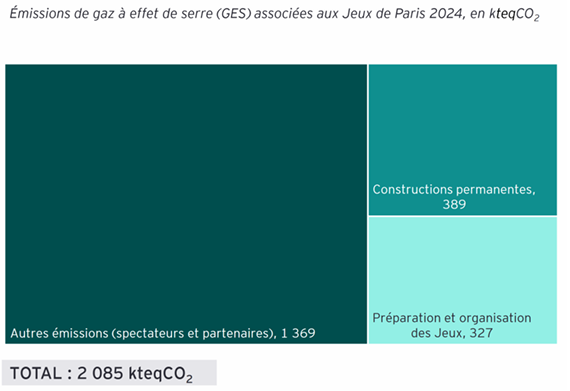 Émissions de gaz à effet de serre (GES) associées aux Jeux de Paris 2024, en kteqCO₂
Constructions permanentes,
389
Autres émissions (spectateurs et partenaires), 1 369
Préparation et organisation
des Jeux, 327
TOTAL : 2 085 kteqCO₂